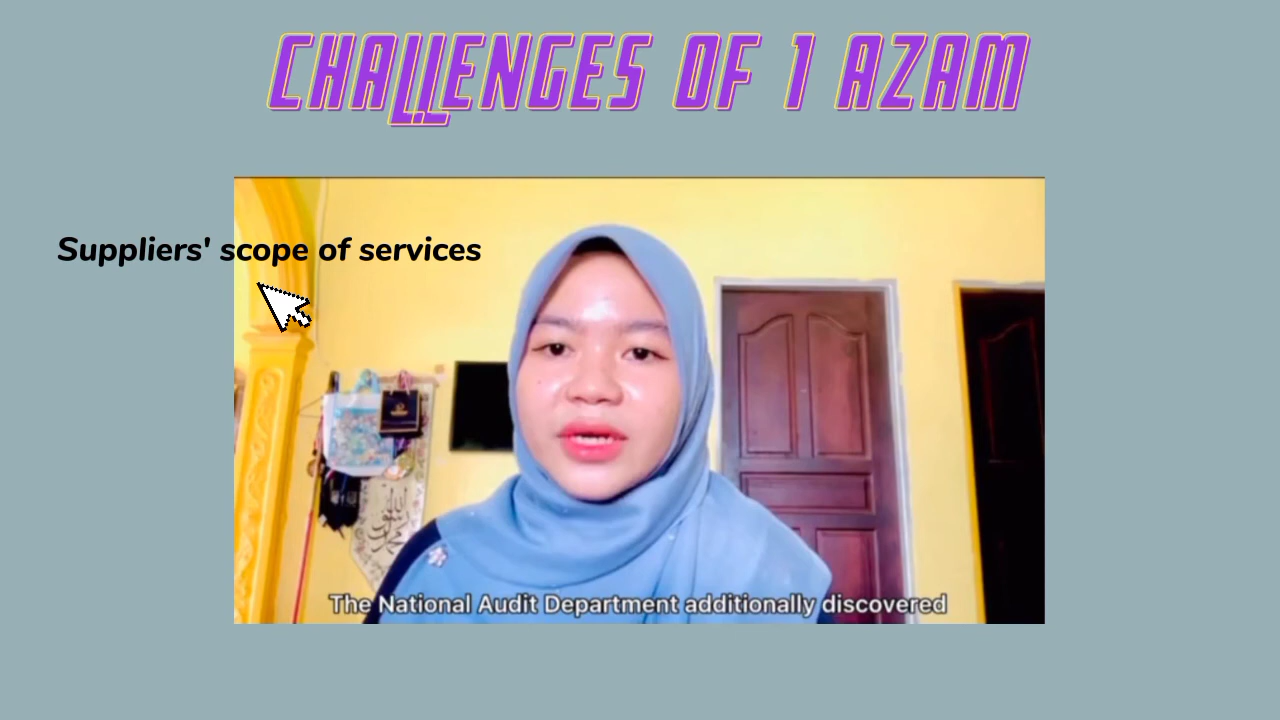 CHALLENGES OF 1 AZAM
Suppliers' scope of services
The National Audit Department additionally discovered